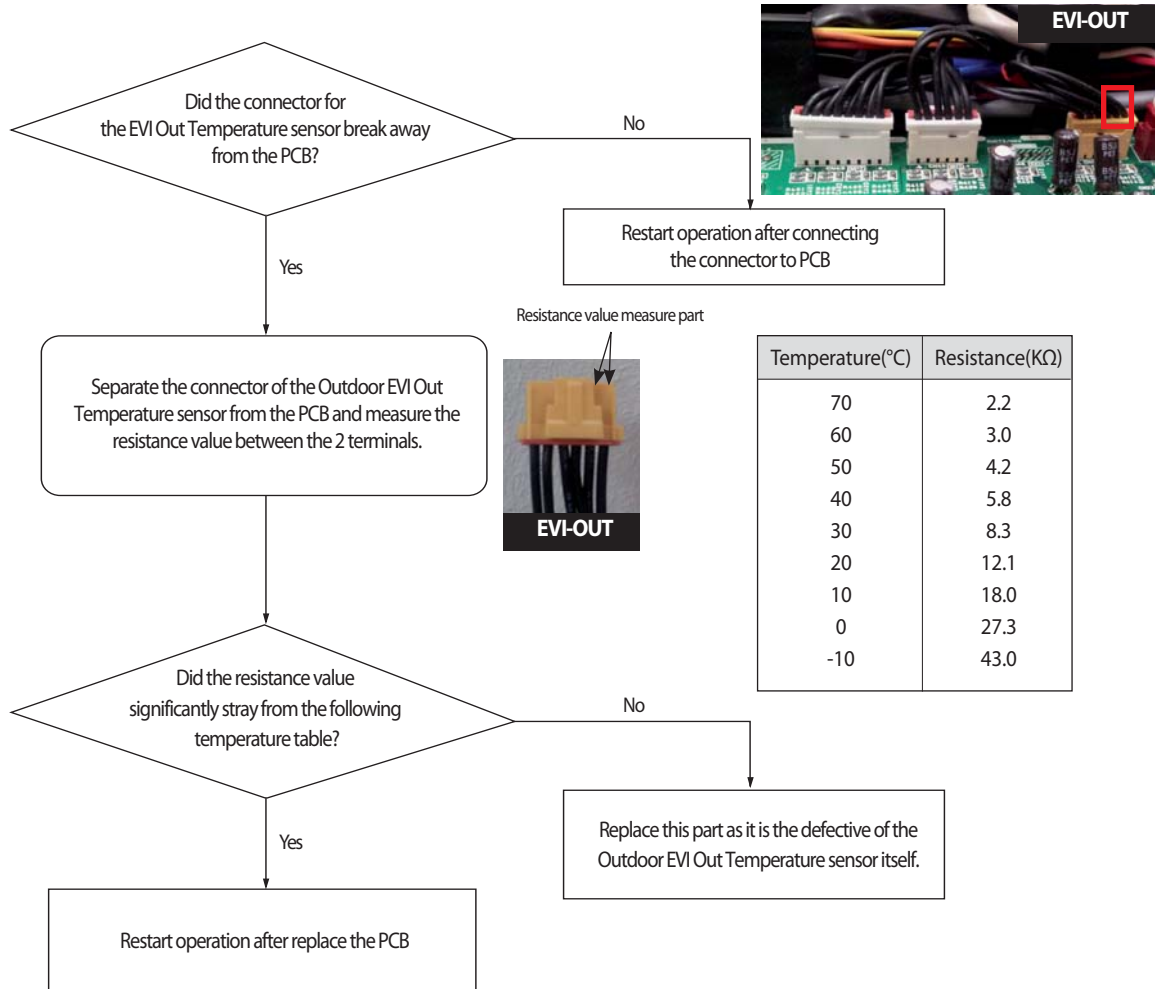 EVI-OUT
Did the connector for
the EVI Out Temperature sensor break away
from the PCB?
No
Restart operation after connecting
the connector to PCB
Yes
Resistance value measure part
EVI-OUT
Separate the connector of the Outdoor EVI Out
Temperature sensor from the PCB and measure the
resistance value between the 2 terminals.
Temperature(°C) Resistance(KΩ)
70 2.2
60 3.0
50 4.2
40 5.8
30 8.3
20 12.1
10 18.0
0 27.3
-10 43.0
Did the resistance value
significantly stray from the following
temperature table?
No
Replace this part as it is the defective of the
Outdoor EVI Out Temperature sensor itself.
Yes
Restart operation after replace the PCB